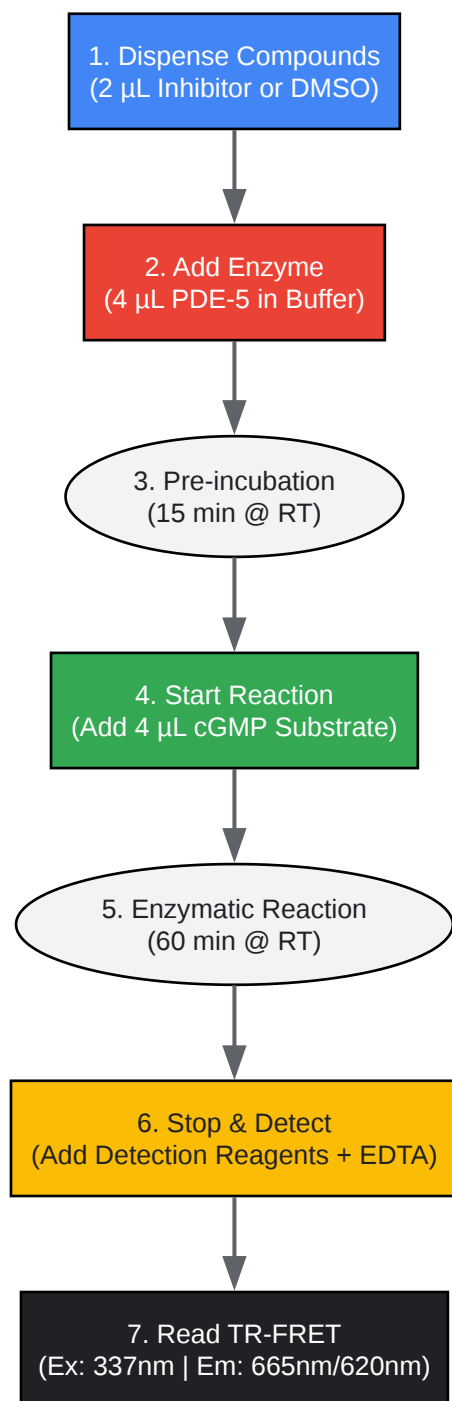 1. Dispense Compounds
(2 µL Inhibitor or DMSO)
2. Add Enzyme
(4 µL PDE-5 in Buffer)
3. Pre-incubation
(15 min @ RT)
4. Start Reaction
(Add 4 µL cGMP Substrate)
5. Enzymatic Reaction
(60 min @ RT)
6. Stop & Detect
(Add Detection Reagents + EDTA)
7. Read TR-FRET
(Ex: 337nm | Em: 665nm/620nm)